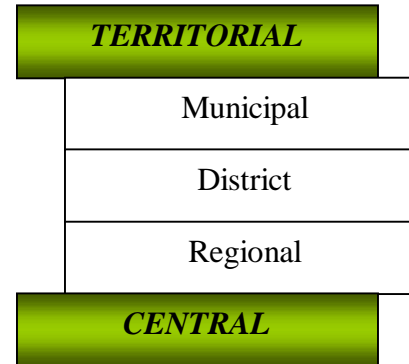 TERRITORIAL
Municipal
District
Regional
CENTRAL